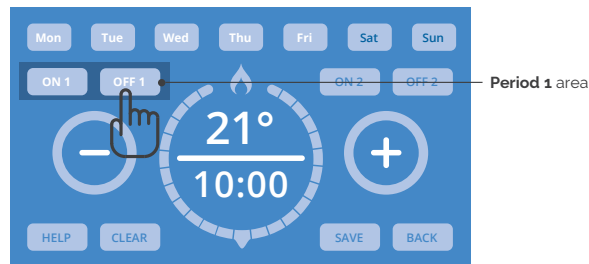 Mon Tue Wed Thu Fri Sat Sun
ON 1 OFF 1 ON 2 OFF 2
Period 1 area
21°
10:00
HELP CLEAR SAVE BACK